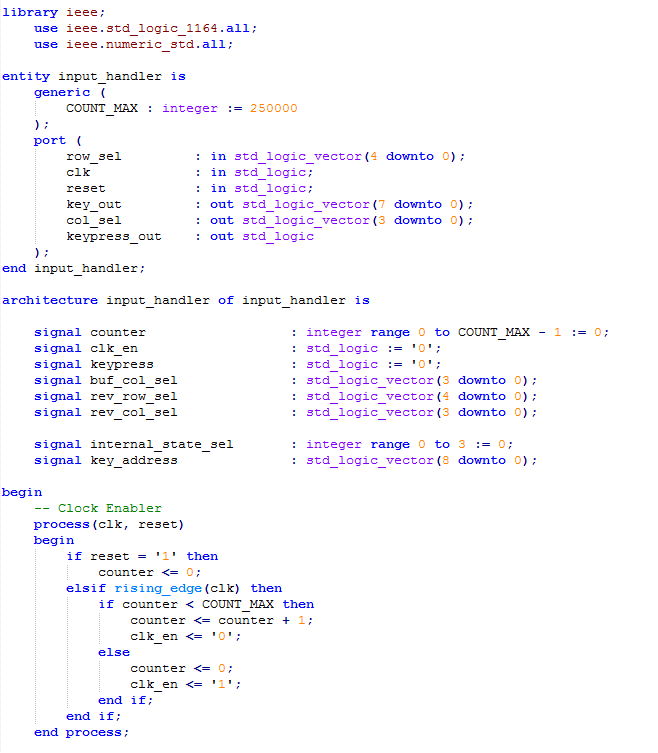 library ieee;
    use ieee.std_logic_1164.all;
    use ieee.numeric_std.all;

entity input_handler is
    generic (
        COUNT_MAX : integer := 250000
    );
    port (
        row_sel         : in std_logic_vector(4 downto 0);
        clk             : in std_logic;
        reset           : in std_logic;
        key_out         : out std_logic_vector(7 downto 0);
        col_sel         : out std_logic_vector(3 downto 0);
        keypress_out    : out std_logic
    );
end input_handler;

architecture input_handler of input_handler is

    signal counter                  : integer range 0 to COUNT_MAX - 1 := 0;
    signal clk_en                   : std_logic := '0';
    signal keypress                 : std_logic := '0';
    signal buf_col_sel              : std_logic_vector(3 downto 0);
    signal rev_row_sel              : std_logic_vector(4 downto 0);
    signal rev_col_sel              : std_logic_vector(3 downto 0);

    signal internal_state_sel       : integer range 0 to 3 := 0;
    signal key_address              : std_logic_vector(8 downto 0);

begin
    -- Clock Enabler
    process(clk, reset)
    begin
        if reset = '1' then
            counter <= 0;
        elsif rising_edge(clk) then
            if counter < COUNT_MAX then
                counter <= counter + 1;
                clk_en <= '0';
            else
                counter <= 0;
                clk_en <= '1';
            end if;
        end if;
    end process;